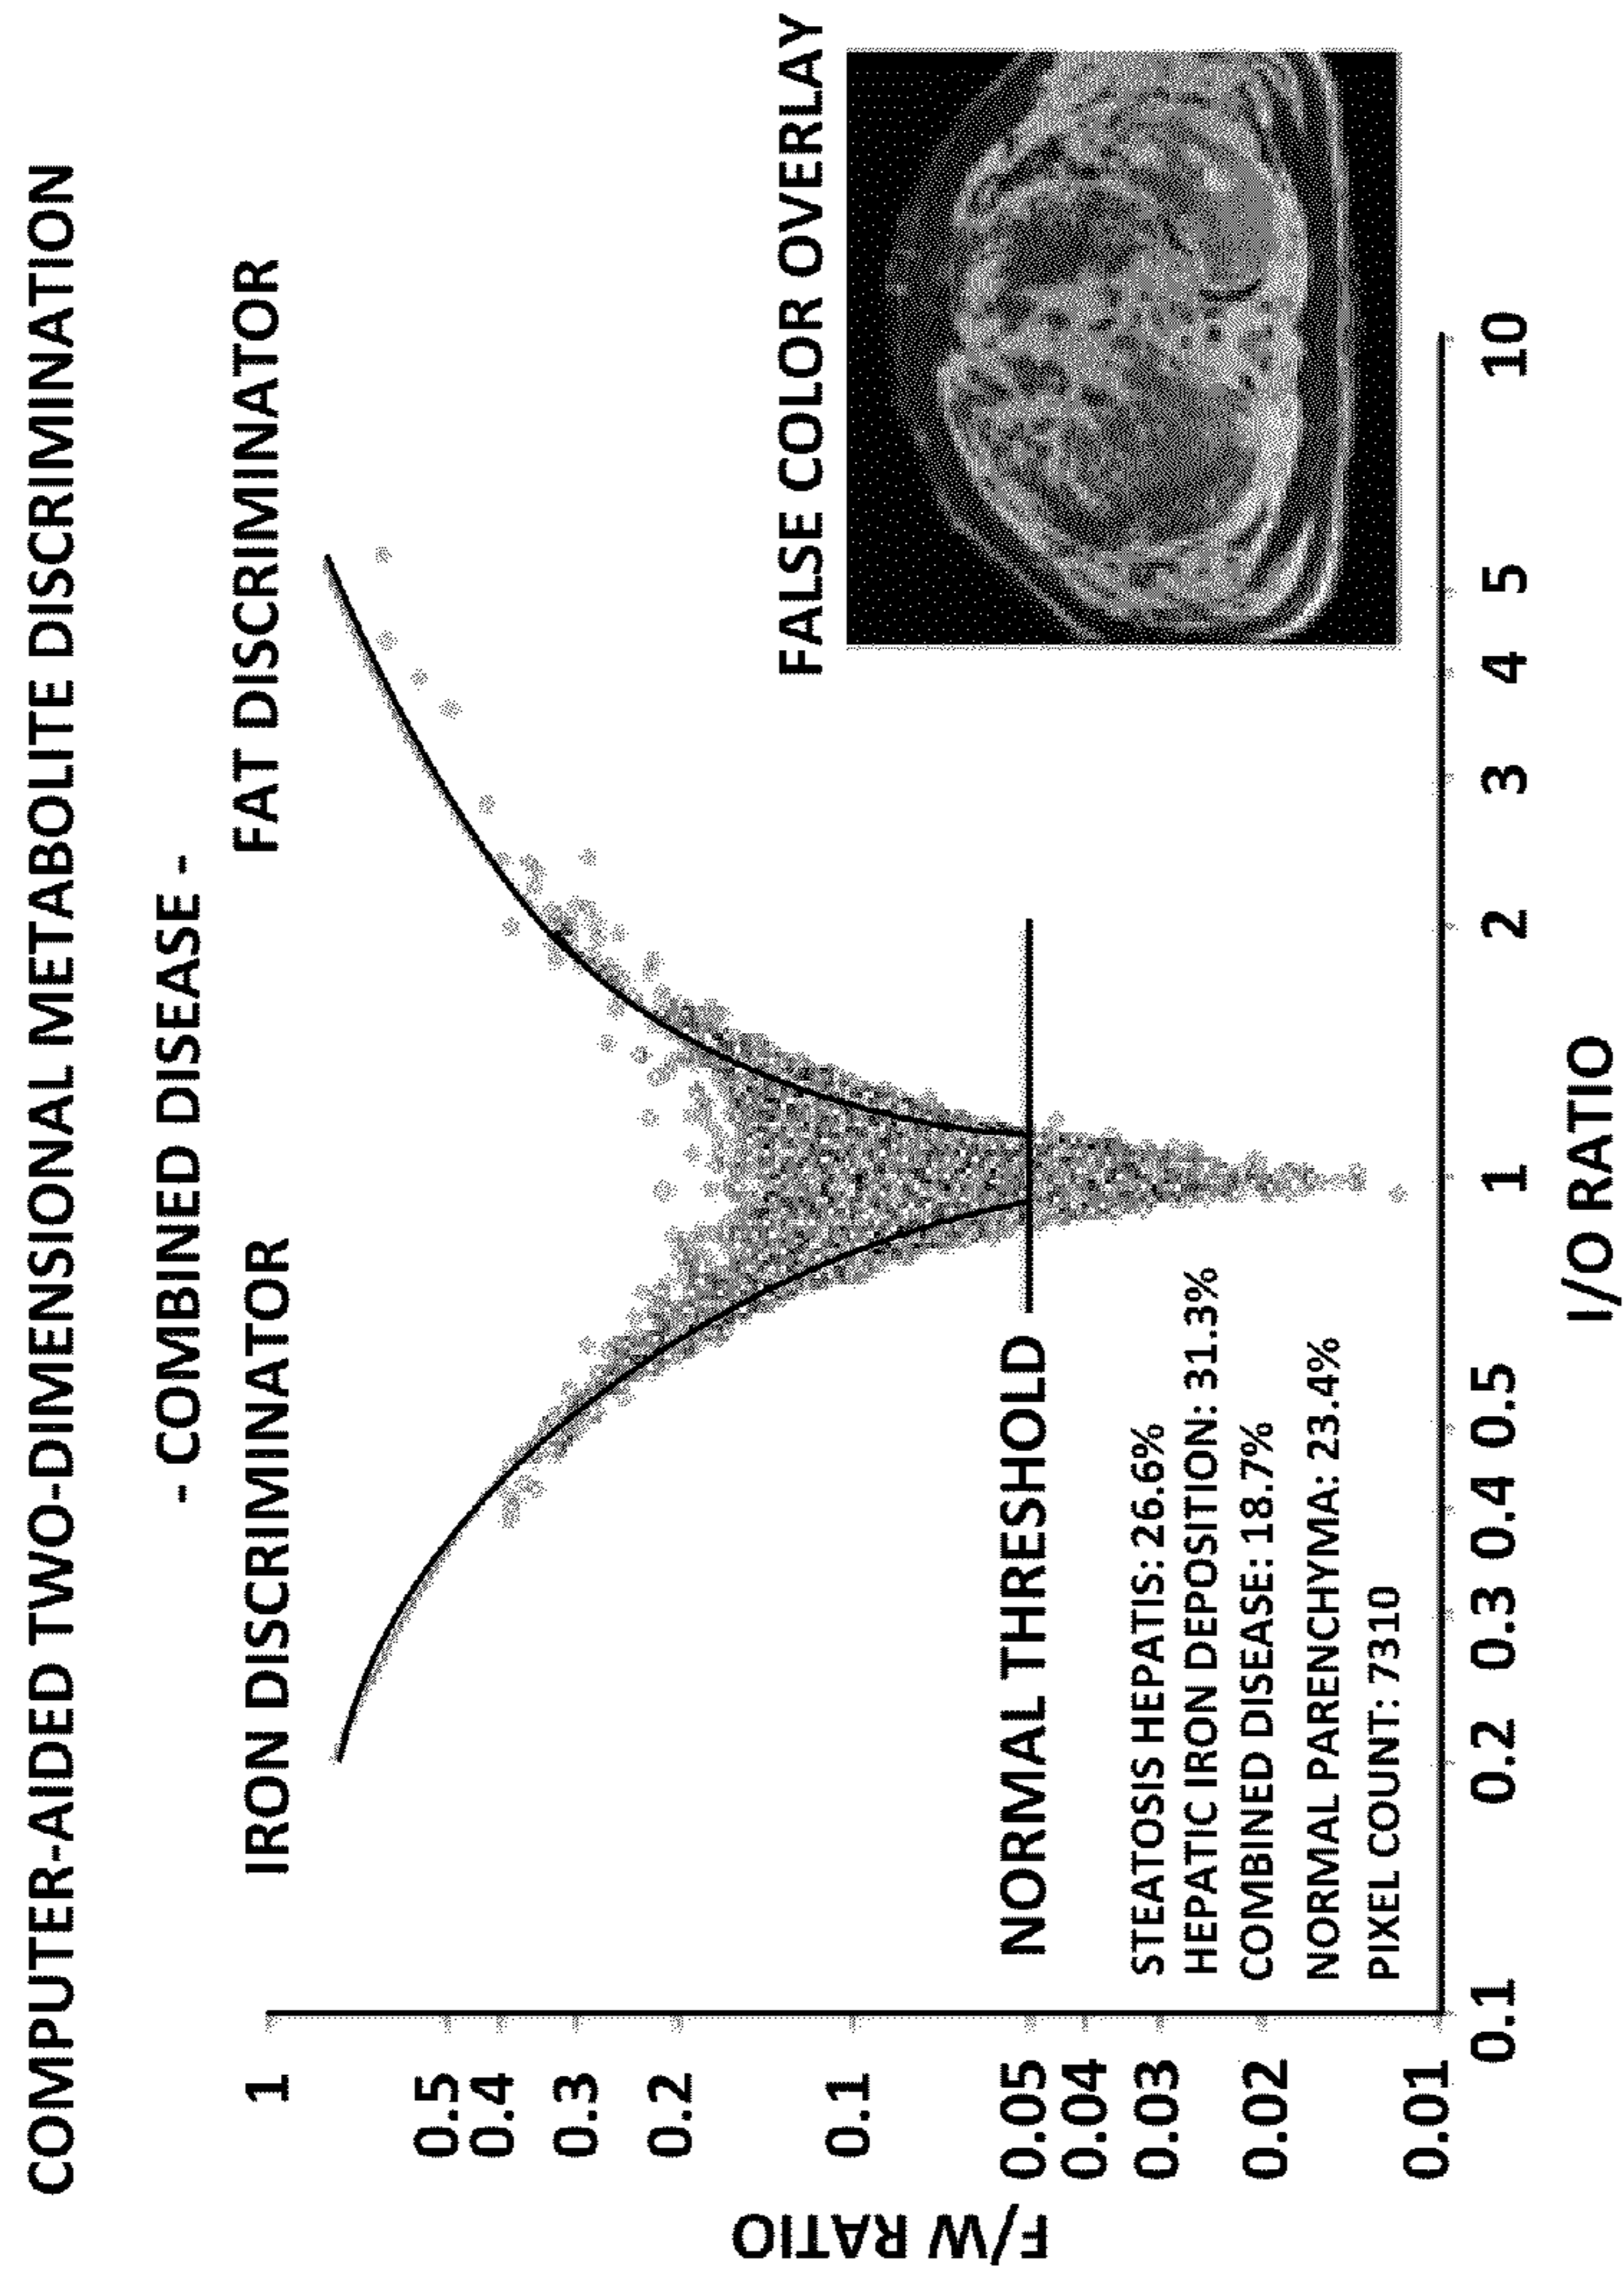 COMPUTER-AIDED TWO-DIMENSIONAL METABOLITE DISCRIMINATION
- COMBINED DISEASE -
IRON DISCRIMINATOR
FAT DISCRIMINATOR
1
0.5
0.4
0.3
0.2
0.1
0.05
0.04
0.03
0.02
0.01
F/W RATIO
FALSE COLOR OVERLAY
NORMAL THRESHOLD
STEATOSIS HEPATIS: 26.6%
HEPATIC IRON DEPOSITION: 31.3%
COMBINED DISEASE: 18.7%
NORMAL PARENCHYMA: 23.4%
PIXEL COUNT: 7310
0.1 0.2 0.3 0.4 0.5 1 2 3 4 5 10
I/O RATIO